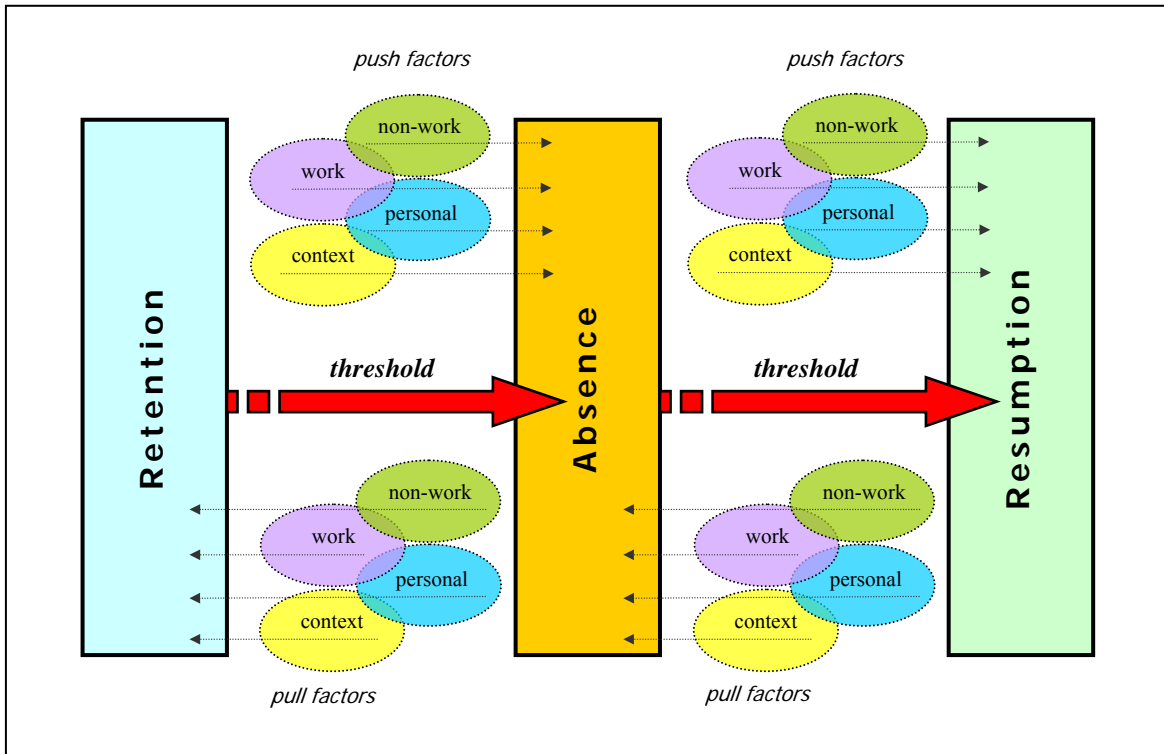 push factors
push factors
non-work
work
personal
context
non-work
work
personal
context
Retention
threshold
Absence
threshold
Resumption
non-work
work
personal
context
non-work
work
personal
context
pull factors
pull factors